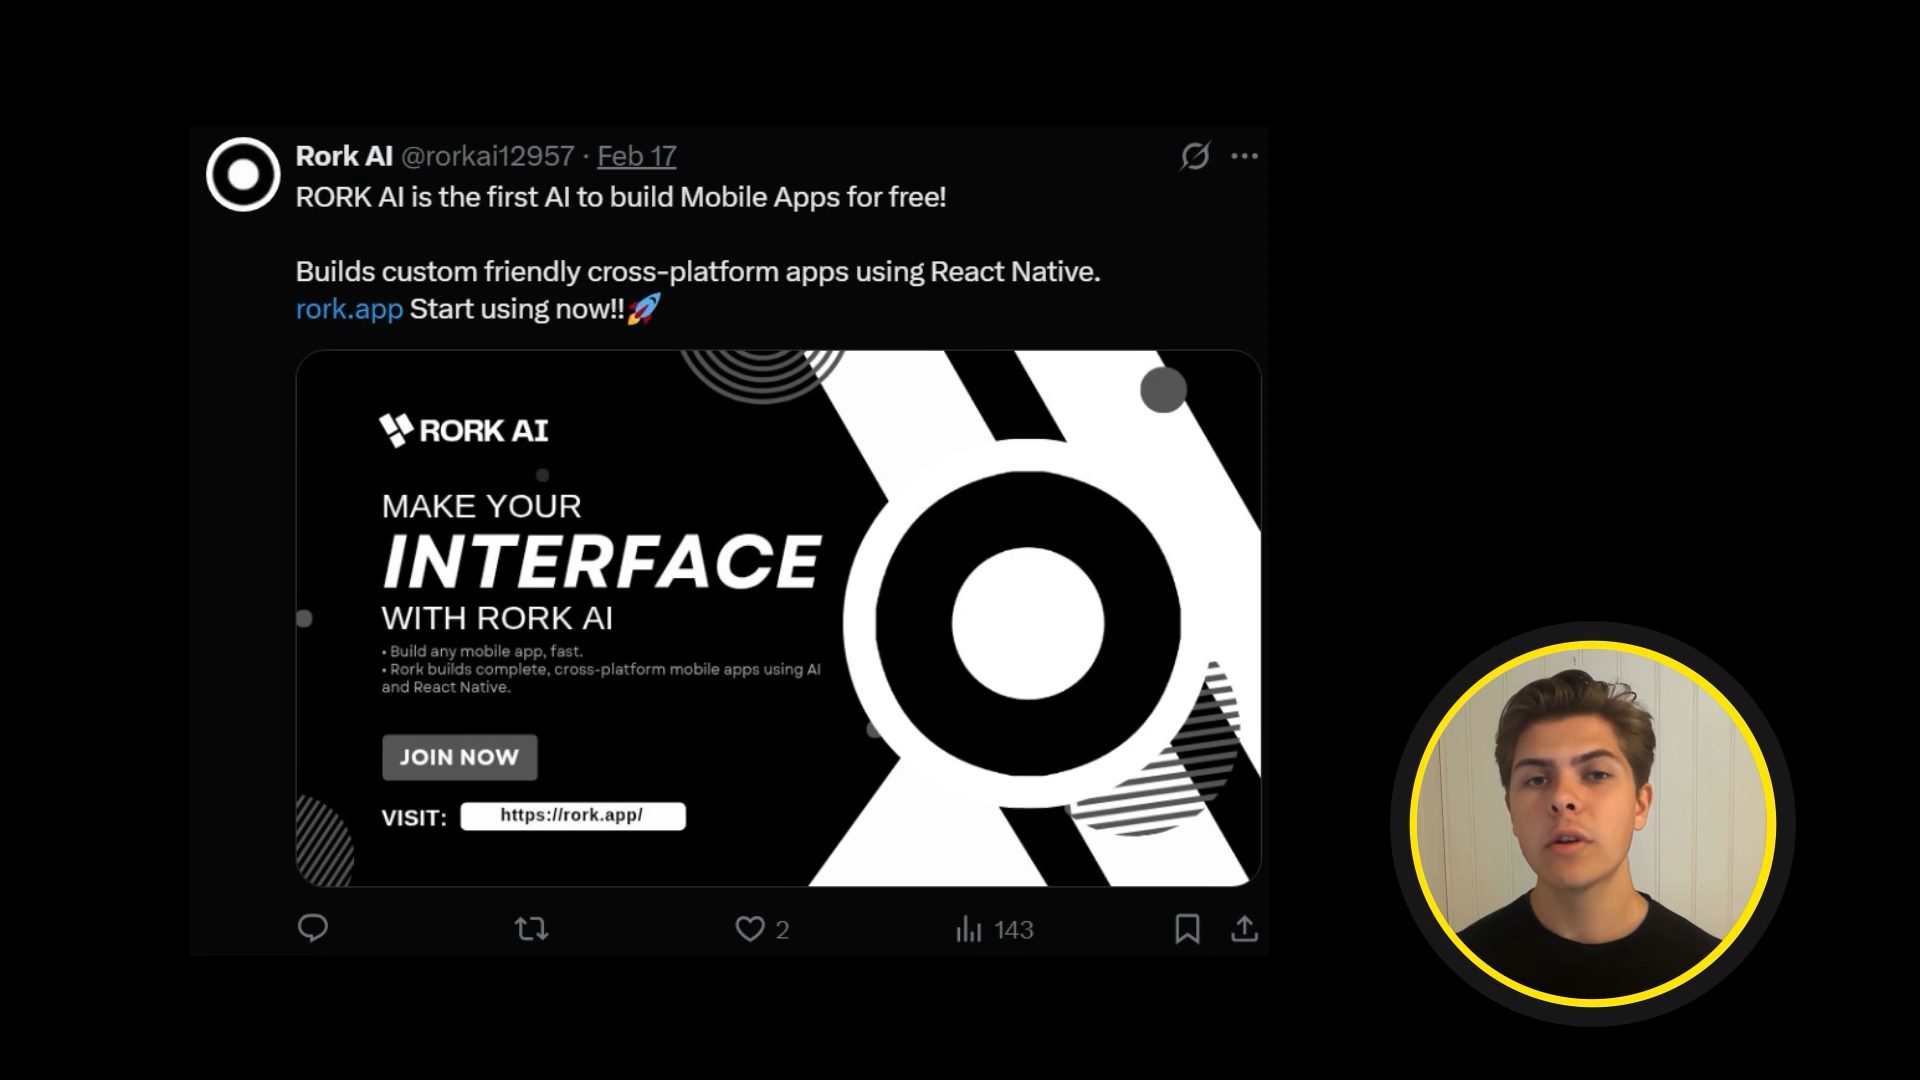 Rork AI @rorkai12957 · Feb 17
RORK AI is the first AI to build Mobile Apps for free!
Builds custom friendly cross-platform apps using React Native.
rork.app Start using now!!🚀
RORK AI
MAKE YOUR
INTERFACE
WITH RORK AI
• Build any mobile app, fast.
• Rork builds complete, cross-platform mobile apps using AI
and React Native.
JOIN NOW
VISIT: https://rork.app/
2 143